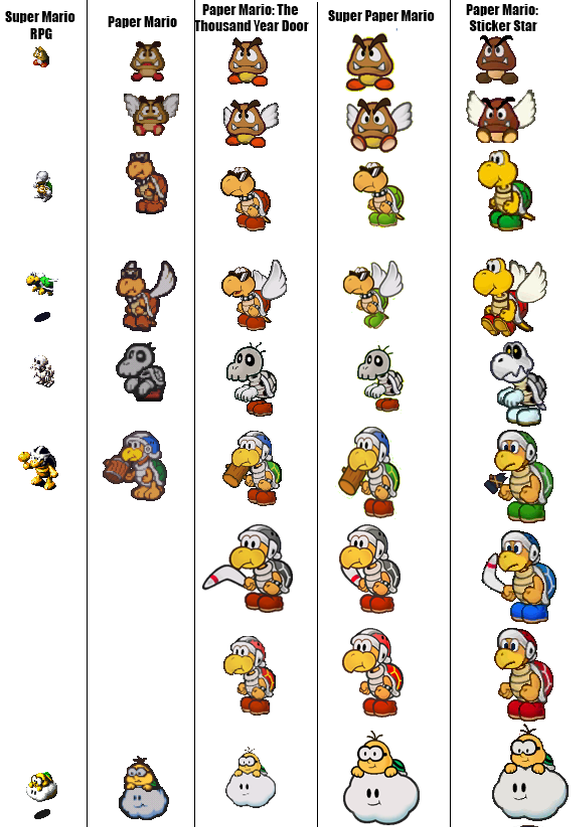 Super Mario
RPG
Paper Mario
Paper Mario: The
Thousand Year Door
Super Paper Mario
Paper Mario:
Sticker Star